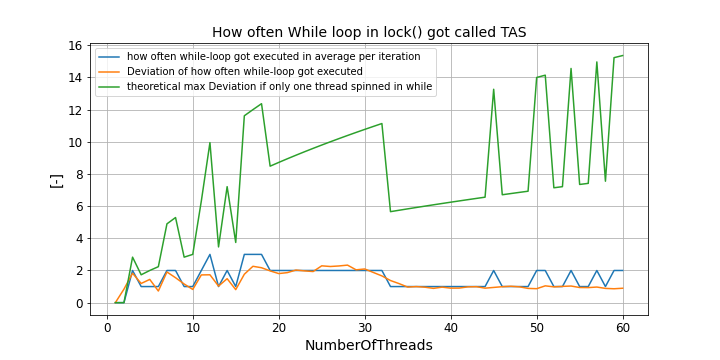 How often While loop in lock() got called TAS
how often while-loop got executed in average per iteration
Deviation of how often while-loop got executed
theoretical max Deviation if only one thread spinned in while
[-]
16
14
12
10
8
6
4
2
0
0 10 20 30 40 50 60
NumberOfThreads